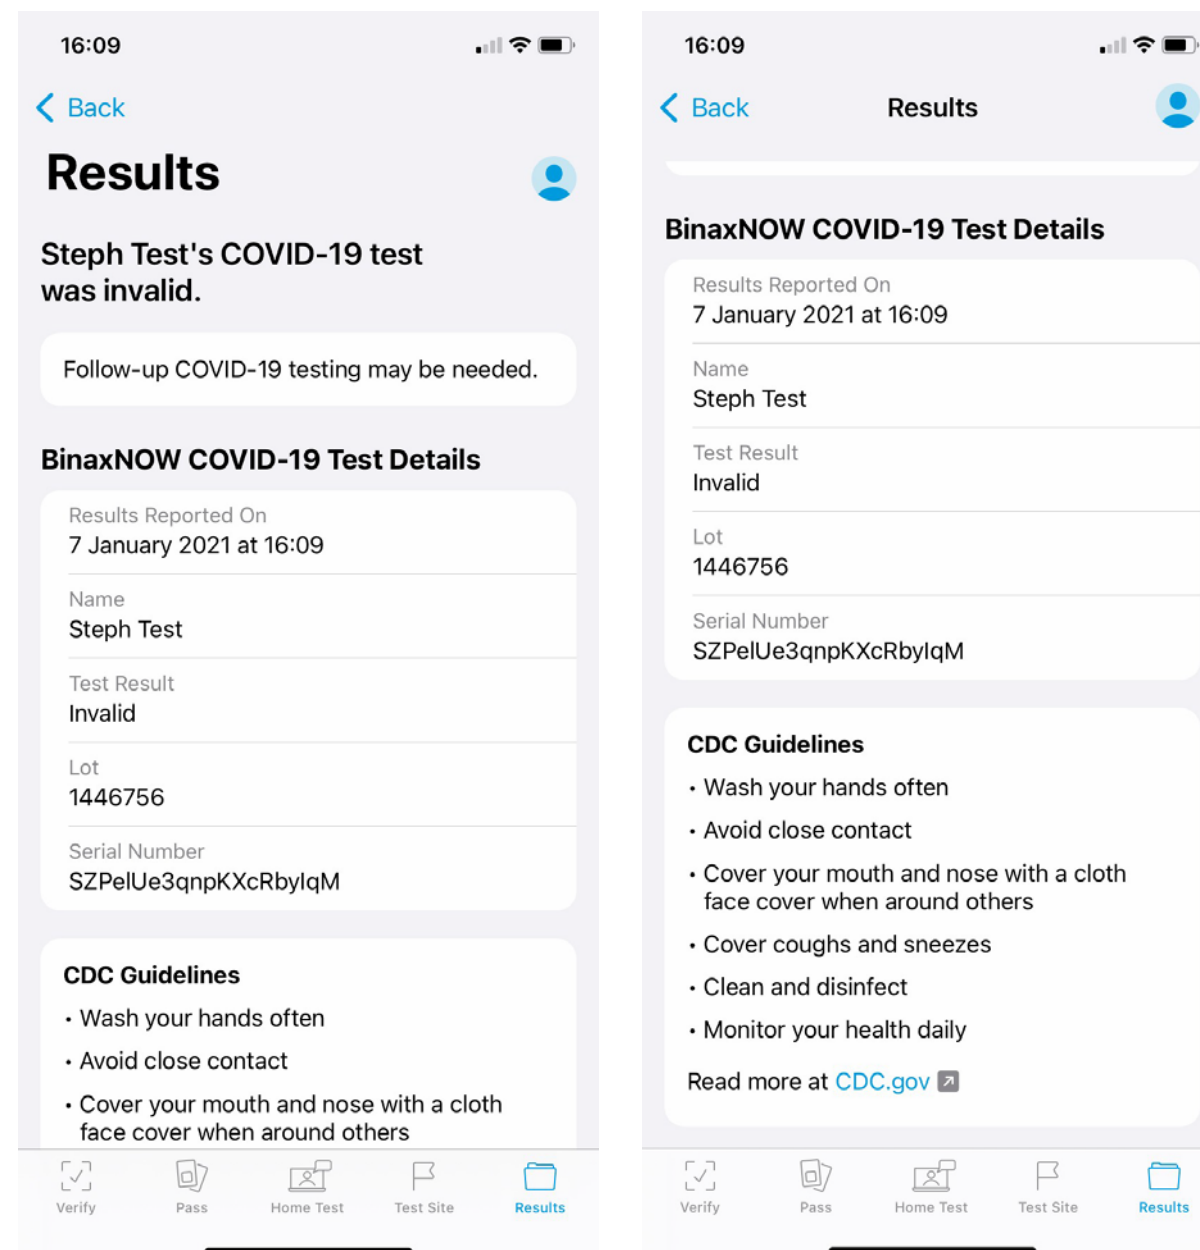 16:09
Back
Results
Steph Test's COVID-19 test
was invalid.
Follow-up COVID-19 testing may be needed.
BinaxNOW COVID-19 Test Details
Results Reported On
7 January 2021 at 16:09
Name
Steph Test
Test Result
Invalid
Lot
1446756
Serial Number
SZPelUe3qnpKXcRbyIqM
CDC Guidelines
• Wash your hands often
• Avoid close contact
• Cover your mouth and nose with a cloth
face cover when around others
Verify Pass Home Test Test Site Results
16:09
Back Results
BinaxNOW COVID-19 Test Details
Results Reported On
7 January 2021 at 16:09
Name
Steph Test
Test Result
Invalid
Lot
1446756
Serial Number
SZPelUe3qnpKXcRbyIqM
CDC Guidelines
• Wash your hands often
• Avoid close contact
• Cover your mouth and nose with a cloth
face cover when around others
• Cover coughs and sneezes
• Clean and disinfect
• Monitor your health daily
Read more at CDC.gov
Verify Pass Home Test Test Site Results